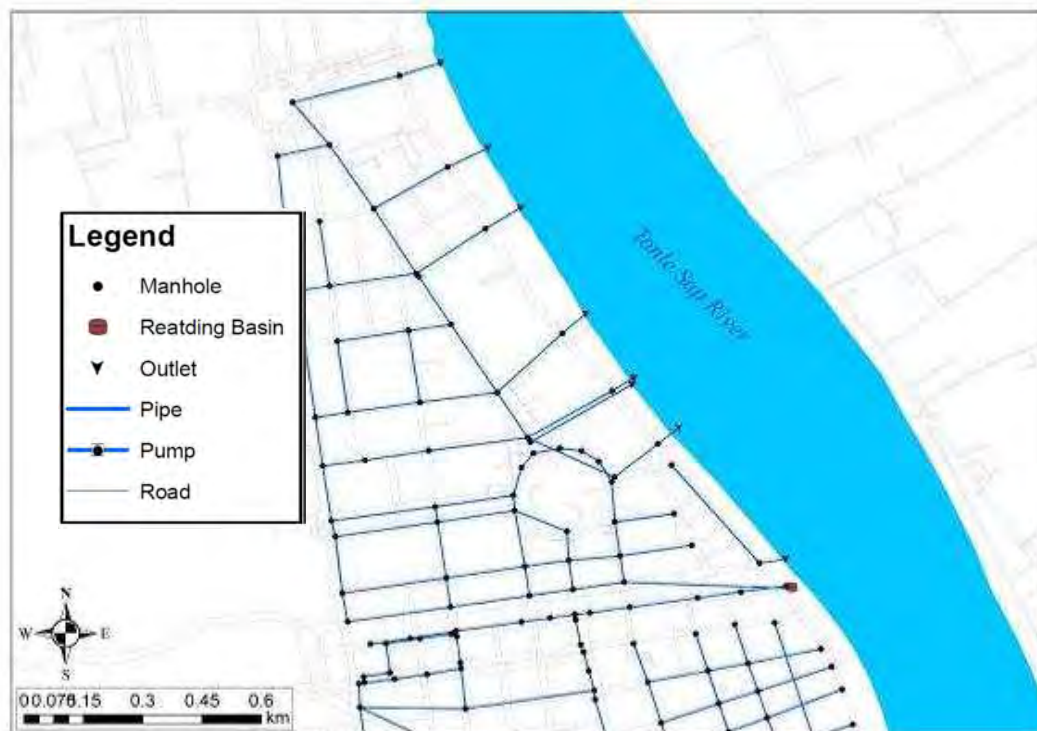 Tonle Sap River
Legend
Manhole
Reatding Basin
Outlet
Pipe
Pump
Road
N
W E
S
00.0750.15 0.3 0.45 0.6
km